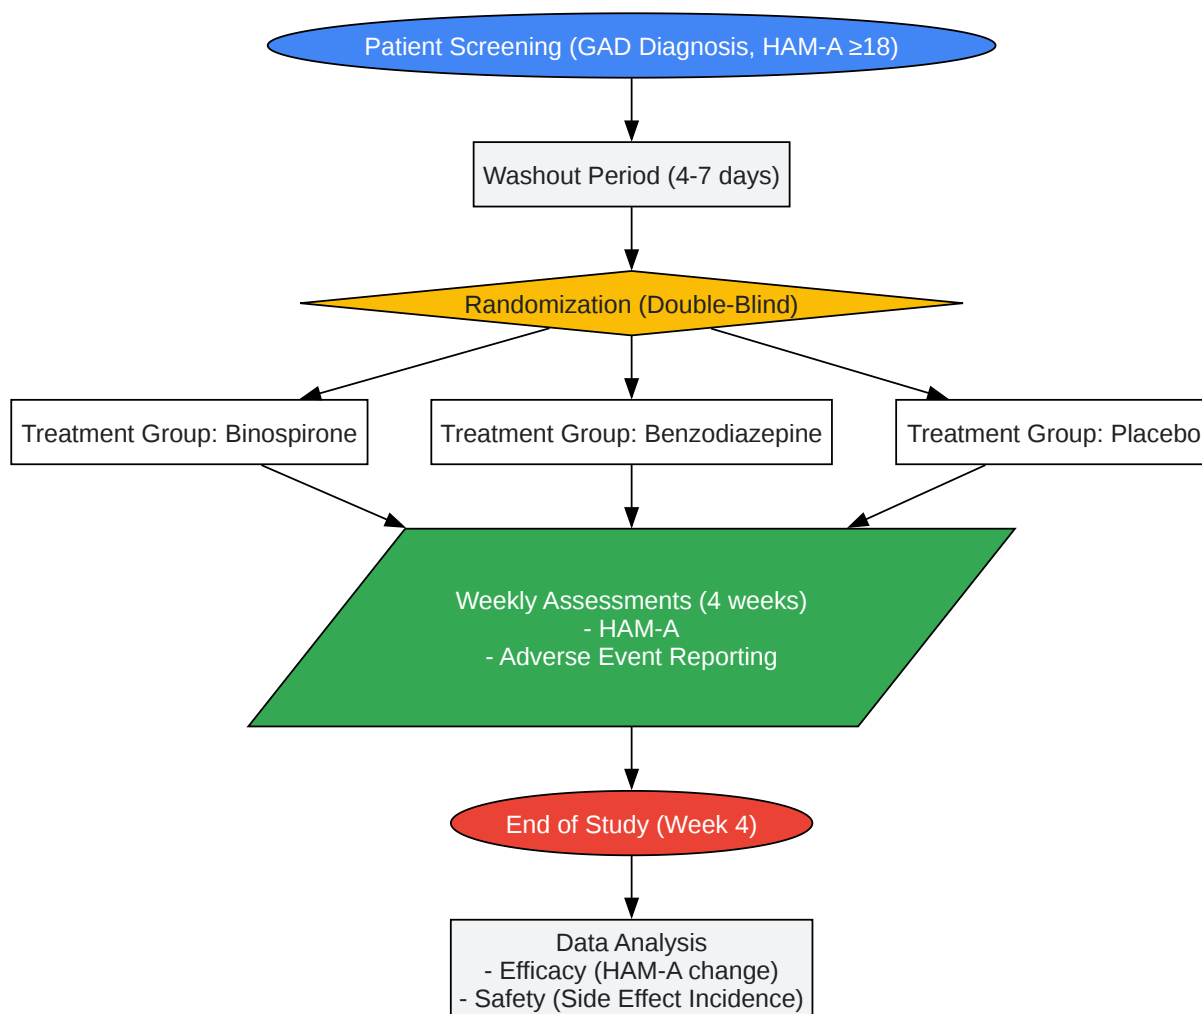 Patient Screening (GAD Diagnosis, HAM-A ≥18)
Washout Period (4-7 days)
Randomization (Double-Blind)
Treatment Group: Binospirone
Treatment Group: Benzodiazepine
Treatment Group: Placebo
Weekly Assessments (4 weeks)
- HAM-A
- Adverse Event Reporting
End of Study (Week 4)
Data Analysis
- Efficacy (HAM-A change)
- Safety (Side Effect Incidence)